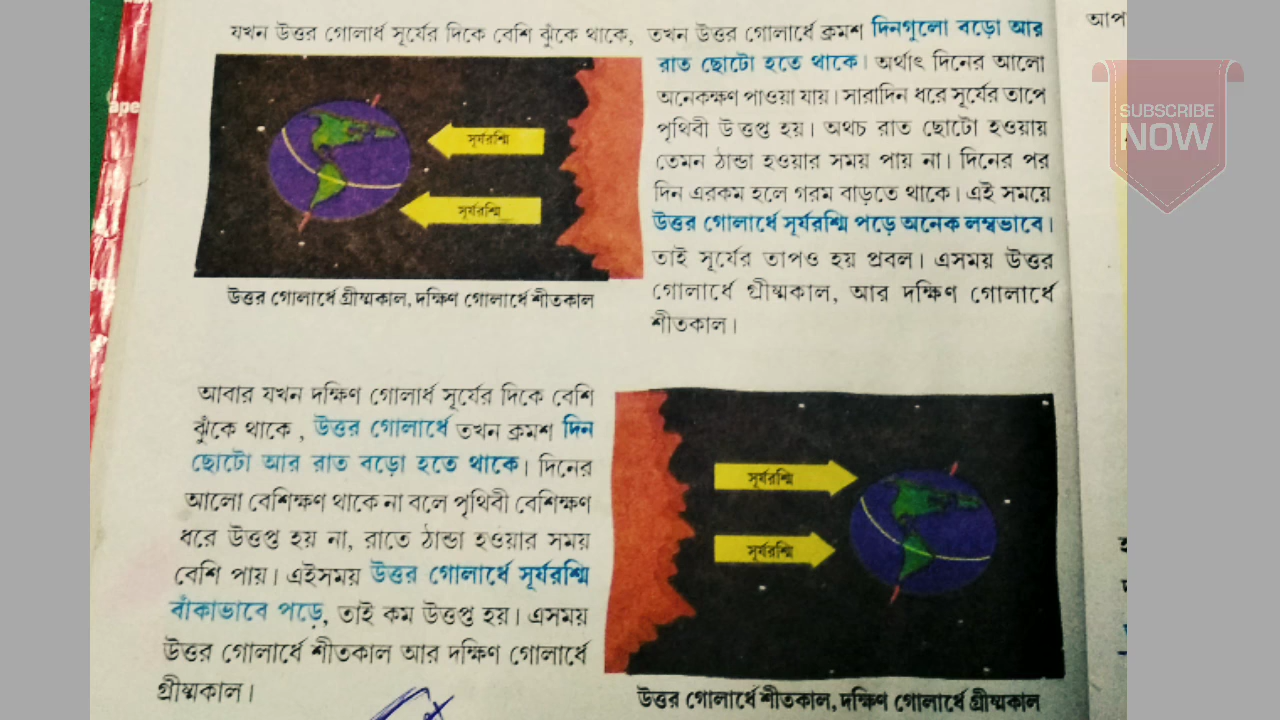 যখন উত্তর গোলার্ধ সূর্যের দিকে বেশি ঝুঁকে থাকে, তখন উত্তর গোলার্ধে ক্রমশ দিনগুলো বড়ো আর
রাত ছোটো হতে থাকে। অর্থাৎ দিনের আলো
অনেকক্ষণ পাওয়া যায়। সারাদিন ধরে সূর্যের তাপে
পৃথিবী উত্তপ্ত হয়। অথচ রাত ছোটো হওয়ায়
তেমন ঠান্ডা হওয়ার সময় পায় না। দিনের পর
দিন এরকম হলে গরম বাড়তে থাকে। এই সময়ে
উত্তর গোলার্ধে সূর্যরশ্মি পড়ে অনেক লম্বভাবে।
তাই সূর্যের তাপও হয় প্রবল। এসময় উত্তর
গোলার্ধে গ্রীষ্মকাল, আর দক্ষিণ গোলার্ধে
শীতকাল।
সূর্যরশ্মি
সূর্যরশ্মি
উত্তর গোলার্ধে গ্রীষ্মকাল, দক্ষিণ গোলার্ধে শীতকাল
আবার যখন দক্ষিণ গোলার্ধ সূর্যের দিকে বেশি
ঝুঁকে থাকে, উত্তর গোলার্ধে তখন ক্রমশ দিন
ছোটো আর রাত বড়ো হতে থাকে। দিনের
আলো বেশিক্ষণ থাকে না বলে পৃথিবী বেশিক্ষণ
ধরে উত্তপ্ত হয় না, রাতে ঠান্ডা হওয়ার সময়
বেশি পায়। এইসময় উত্তর গোলার্ধে সূর্যরশ্মি
বাঁকাভাবে পড়ে, তাই কম উত্তপ্ত হয়। এসময়
উত্তর গোলার্ধে শীতকাল আর দক্ষিণ গোলার্ধে
গ্রীষ্মকাল।
সূর্যরশ্মি
সূর্যরশ্মি
উত্তর গোলার্ধে শীতকাল, দক্ষিণ গোলার্ধে গ্রীষ্মকাল
SUBSCRIBE
NOW